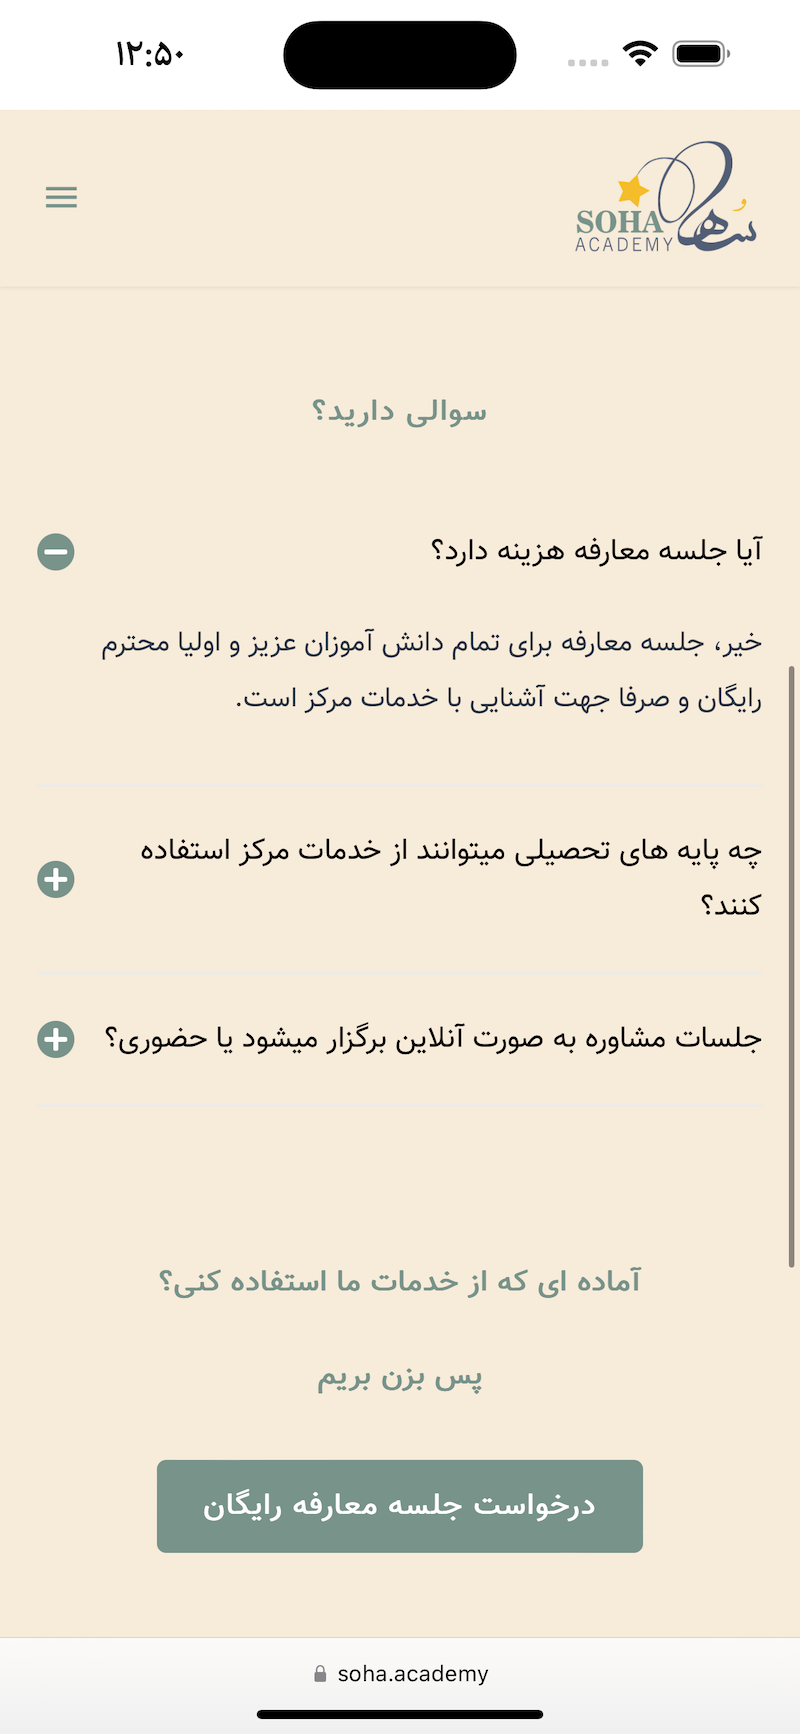 ۱۲:۵۰
سُها
SOHA
ACADEMY
سوالی دارید؟
آیا جلسه معارفه هزینه دارد؟
خیر، جلسه معارفه برای تمام دانش آموزان عزیز و اولیا محترم
رایگان و صرفا جهت آشنایی با خدمات مرکز است.
چه پایه های تحصیلی میتوانند از خدمات مرکز استفاده
کنند؟
جلسات مشاوره به صورت آنلاین برگزار میشود یا حضوری؟
آماده ای که از خدمات ما استفاده کنی؟
پس بزن بریم
درخواست جلسه معارفه رایگان
soha.academy